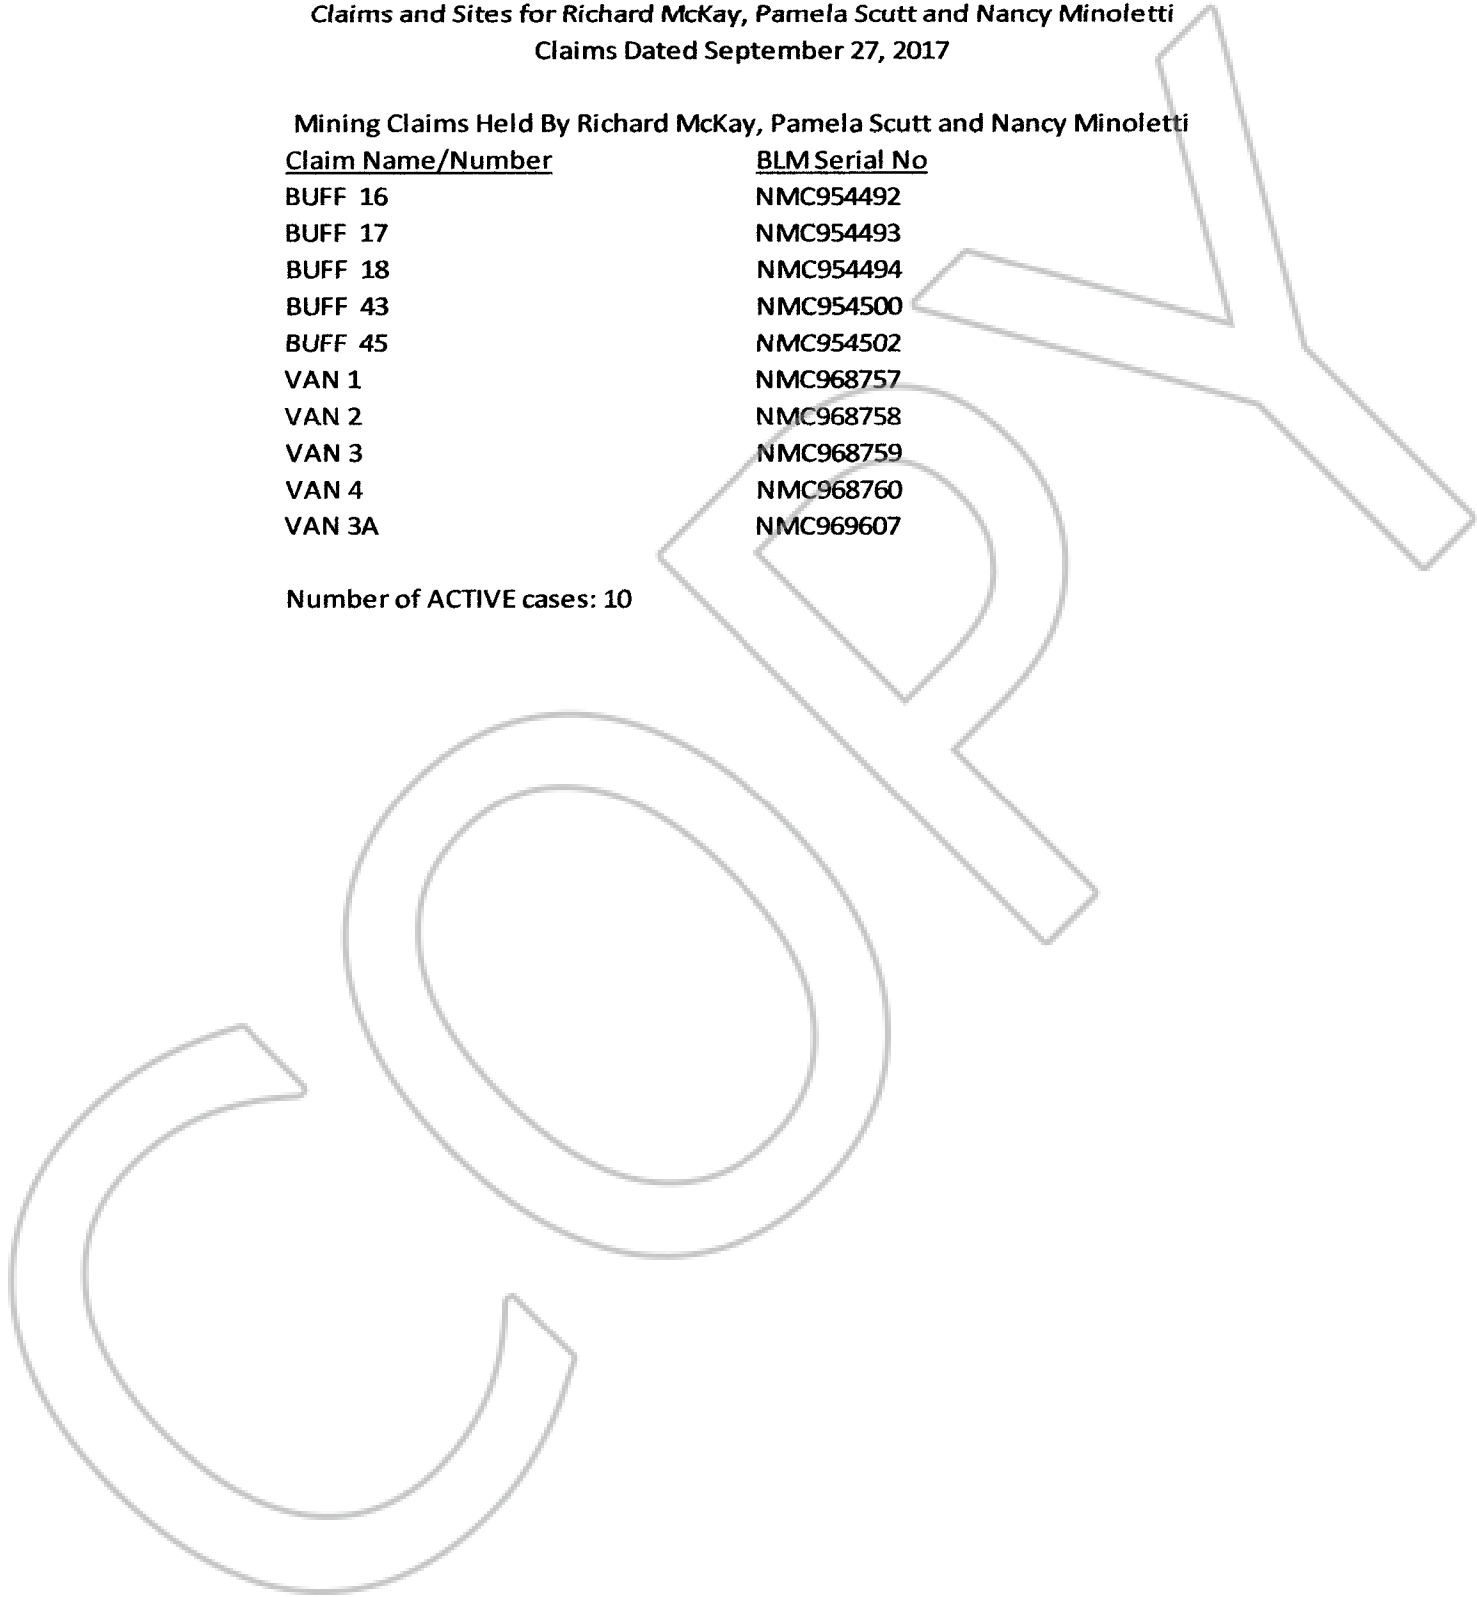 Claims and Sites for Richard McKay, Pamela Scutt and Nancy Minoletti
Claims Dated September 27, 2017
Mining Claims Held By Richard McKay, Pamela Scutt and Nancy Minoletti
Claim Name/Number BLM Serial No
BUFF 16 NMC954492
BUFF 17 NMC954493
BUFF 18 NMC954494
BUFF 43 NMC954500
BUFF 45 NMC954502
VAN 1 NMC968757
VAN 2 NMC968758
VAN 3 NMC968759
VAN 4 NMC968760
VAN 3A NMC969607
Number of ACTIVE cases: 10
COPY